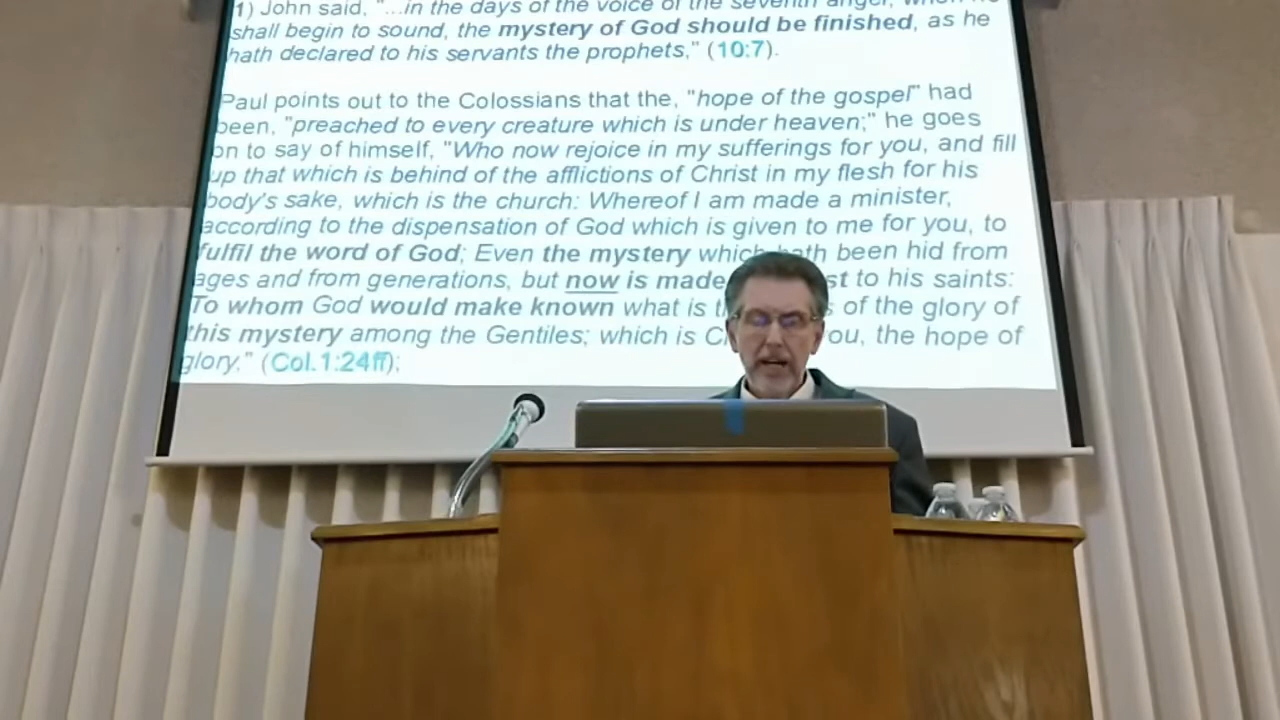 1) John said, "...in the days of the voice of the seventh angel, when he
shall begin to sound, the mystery of God should be finished, as he
hath declared to his servants the prophets," (10:7).
Paul points out to the Colossians that the, "hope of the gospel" had
been, "preached to every creature which is under heaven;" he goes
on to say of himself, "Who now rejoice in my sufferings for you, and fill
up that which is behind of the afflictions of Christ in my flesh for his
body's sake, which is the church: Whereof I am made a minister,
according to the dispensation of God which is given to me for you, to
fulfil the word of God; Even the mystery which hath been hid from
ages and from generations, but now is made st to his saints:
To whom God would make known what is of the glory of
this mystery among the Gentiles; which is you, the hope of
glory." (Col.1:24ff);